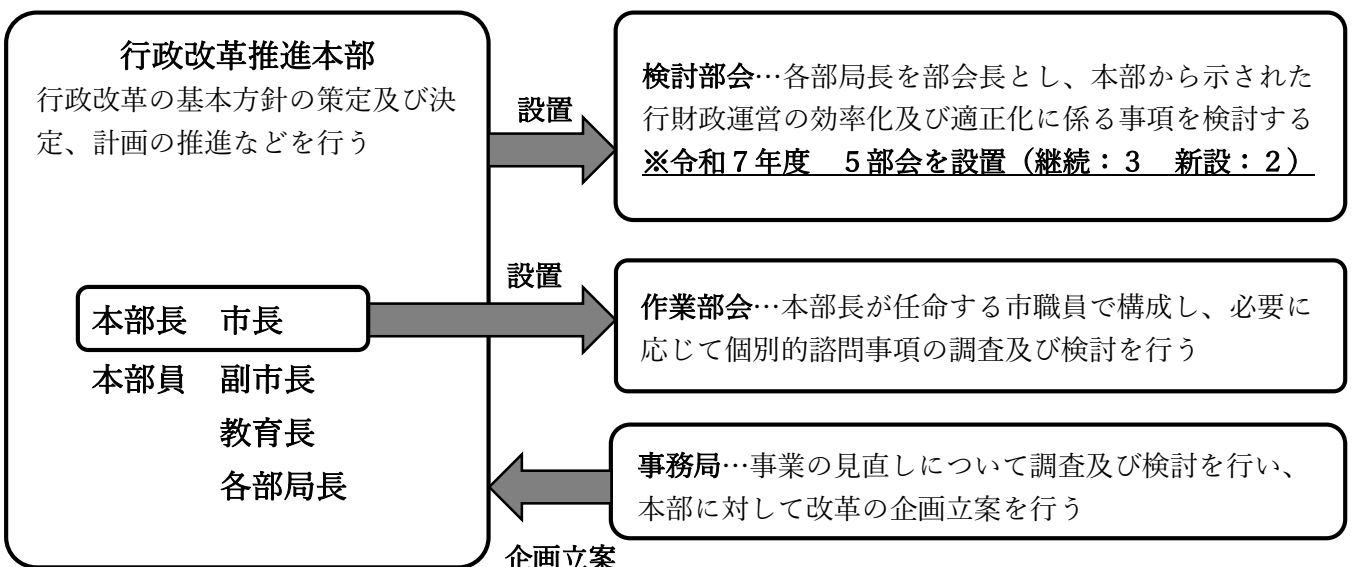 行政改革推進本部
行政改革の基本方針の策定及び決
定、計画の推進などを行う
本部長　市長
本部員　副市長
教育長
各部局長
設置
検討部会…各部局長を部会長とし、本部から示された
行財政運営の効率化及び適正化に係る事項を検討する
※令和７年度　５部会を設置（継続：３　新設：２）
設置
作業部会…本部長が任命する市職員で構成し、必要に
応じて個別的諮問事項の調査及び検討を行う
事務局…事業の見直しについて調査及び検討を行い、
本部に対して改革の企画立案を行う
企画立案